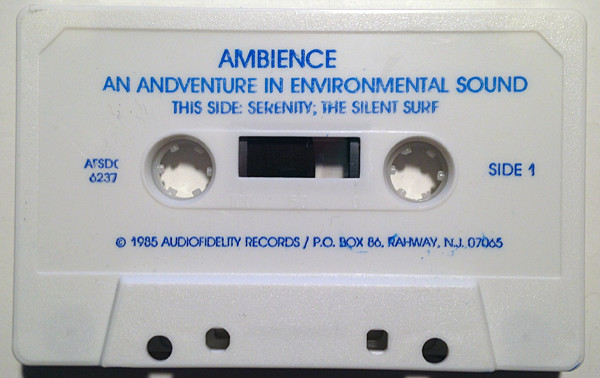 AMBIENCE
AN ANDVENTURE IN ENVIRONMENTAL SOUND
THIS SIDE: SERENITY; THE SILENT SURF
AFSDC
6237
SIDE 1
© 1985 AUDIOFIDELITY RECORDS / P.O. BOX 86, RAHWAY, N.J. 07065